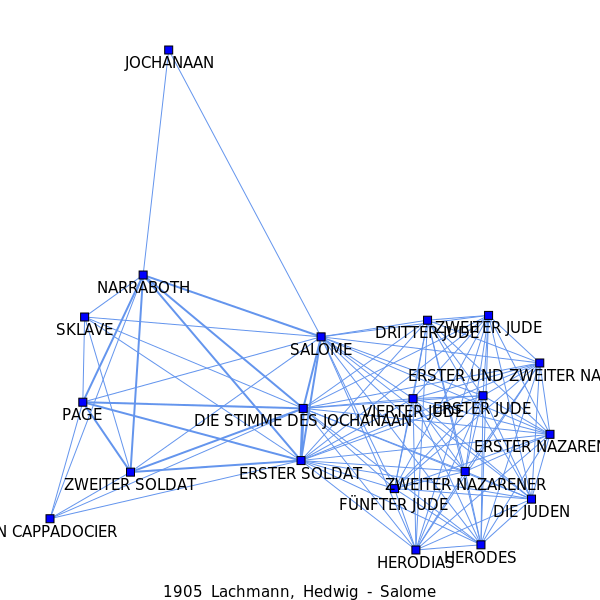 JOCHANAAN
NARRABOTH
SKLAVE
DRITTER JUDE
ZWEITER JUDE
SALOME
ERSTER UND ZWEITER NA
PAGE
DIE STIMME DES JOCHANAAN
VIERTER JUDE
ERSTER JUDE
ERSTER NAZAREN
ERSTER SOLDAT
ZWEITER SOLDAT
ZWEITER NAZARENER
FÜNFTER JUDE
DIE JUDEN
N CAPPADOCIER
HERODIAS
HERODES
1905 Lachmann, Hedwig - Salome